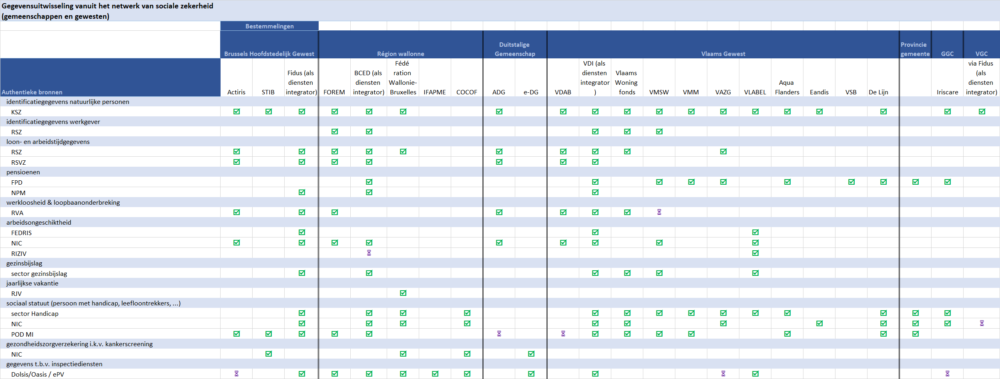 Gegevensuitwisseling vanuit het netwerk van sociale zekerheid
(gemeenschappen en gewesten)
Bestemmelingen
Brussels Hoofdstedelijk Gewest
Région wallonne
Duitstalige
Gemeenschap
Vlaams Gewest
Provincie
gemeente
GGC
VGC
Authentieke bronnen
Actiris
STIB
Fidus (als
diensten
integrator)
FOREM
BCED (als
diensten
integrator)
Fédé
ration
Wallonie-
Bruxelles
IFAPME
COCOF
ADG
e-DG
VDAB
VDI (als
diensten
integrator
)
Vlaams
Woning
fonds
VMSW
VMM
VAZG
VLABEL
Aqua
Flanders
Eandis
VSB
De Lijn
Iriscare
via Fidus
(als
diensten
integrator)
identificatiegegevens natuurlijke personen
KSZ
identificatiegegevens werkgever
RSZ
loon- en arbeidstijdgegevens
RSZ
RSVZ
pensioenen
FPD
NPM
werkloosheid & loopbaanonderbreking
RVA
arbeidsongeschiktheid
FEDRIS
NIC
RIZIV
gezinsbijslag
sector gezinsbijslag
jaarlijkse vakantie
RJV
sociaal statuut (persoon met handicap, leefloontrekkers, ...)
sector Handicap
NIC
POD MI
gezondheidszorgverzekering i.k.v. kankerscreening
NIC
gegevens t.b.v. inspectiediensten
Dolsis/Oasis / ePV